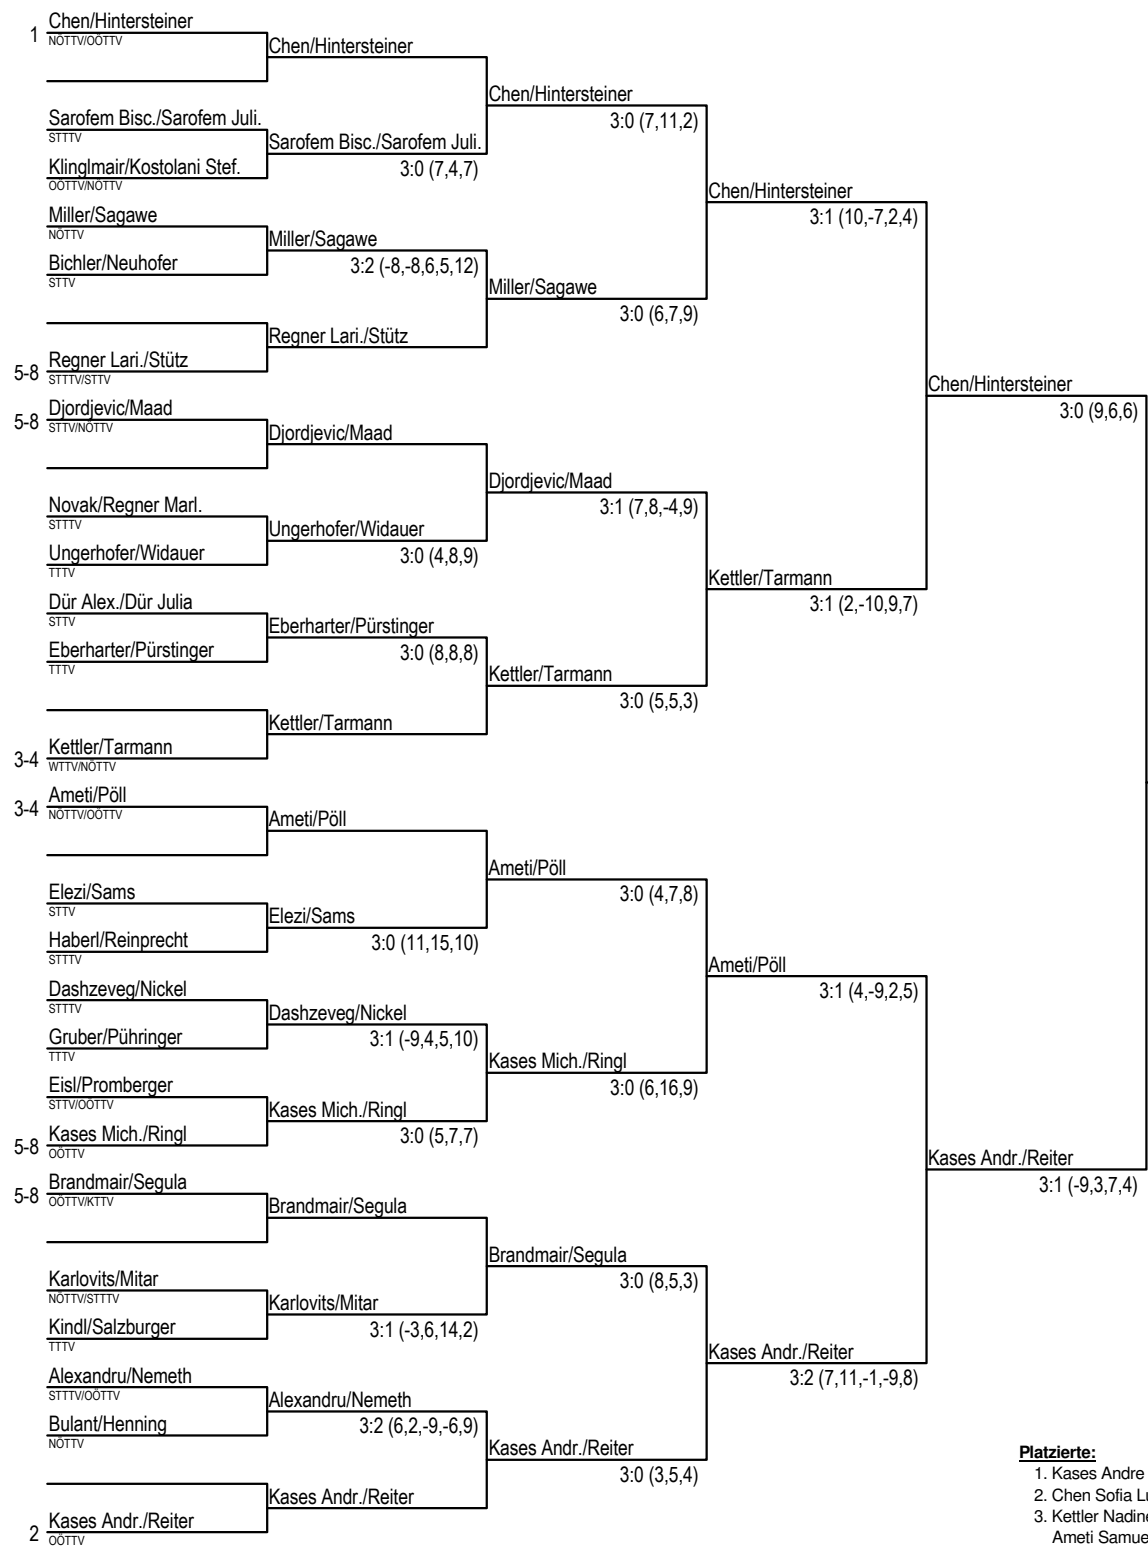 Chen/Hintersteiner
1
NÖTTV/OÖTTV
Chen/Hintersteiner
Chen/Hintersteiner
3:0 (7,11,2)
Sarofem Bisc./Sarofem Juli.
STTTV
Sarofem Bisc./Sarofem Juli.
3:0 (7,4,7)
Klinglmair/Kostolani Stef.
OÖTTV/NÖTTV
Chen/Hintersteiner
3:1 (10,-7,2,4)
Miller/Sagawe
NÖTTV
Miller/Sagawe
3:2 (-8,-8,6,5,12)
Bichler/Neuhofer
STTV
Miller/Sagawe
3:0 (6,7,9)
Regner Lari./Stütz
5-8
Regner Lari./Stütz
STTTV/STTV
Chen/Hintersteiner
3:0 (9,6,6)
5-8
Djordjevic/Maad
STTV/NÖTTV
Djordjevic/Maad
Djordjevic/Maad
3:1 (7,8,-4,9)
Novak/Regner Marl.
STTTV
Ungerhofer/Widauer
3:0 (4,8,9)
Ungerhofer/Widauer
TTTV
Kettler/Tarmann
3:1 (2,-10,9,7)
Dür Alex./Dür Julia
STTV
Eberharter/Pürstinger
3:0 (8,8,8)
Eberharter/Pürstinger
TTTV
Kettler/Tarmann
3:0 (5,5,3)
Kettler/Tarmann
3-4
Kettler/Tarmann
WTTV/NÖTTV
3-4
Ameti/Pöll
NÖTTV/OÖTTV
Ameti/Pöll
Ameti/Pöll
3:0 (4,7,8)
Elezi/Sams
STTV
Elezi/Sams
3:0 (11,15,10)
Haberl/Reinprecht
STTTV
Ameti/Pöll
3:1 (4,-9,2,5)
Dashzeveg/Nickel
STTTV
Dashzeveg/Nickel
3:1 (-9,4,5,10)
Gruber/Pühringer
TTTV
Kases Mich./Ringl
3:0 (6,16,9)
Eisl/Promberger
STTV/OÖTTV
Kases Mich./Ringl
3:0 (5,7,7)
5-8
Kases Mich./Ringl
OÖTTV
Kases Andr./Reiter
3:1 (-9,3,7,4)
5-8
Brandmair/Segula
OÖTTV/KTTV
Brandmair/Segula
Brandmair/Segula
3:0 (8,5,3)
Karlovits/Mitar
NÖTTV/STTTV
Karlovits/Mitar
3:1 (-3,6,14,2)
Kindl/Salzburger
TTTV
Kases Andr./Reiter
3:2 (7,11,-1,-9,8)
Alexandru/Nemeth
STTTV/OÖTTV
Alexandru/Nemeth
3:2 (6,2,-9,-6,9)
Bulant/Henning
NÖTTV
Kases Andr./Reiter
3:0 (3,5,4)
Kases Andr./Reiter
2
Kases Andr./Reiter
OÖTTV
Platzierte:
1. Kases Andre
2. Chen Sofia Lu
3. Kettler Nadine
Ameti Samue